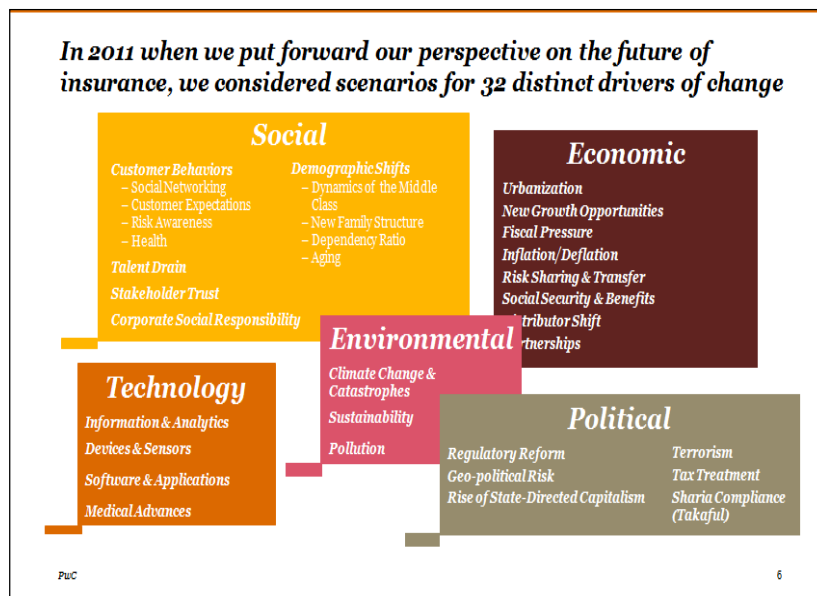 In 2011 when we put forward our perspective on the future of
insurance, we considered scenarios for 32 distinct drivers of change
Social
Customer Behaviors
– Social Networking
– Customer Expectations
– Risk Awareness
– Health
Talent Drain
Stakeholder Trust
Corporate Social Responsibility
Demographic Shifts
– Dynamics of the Middle
Class
– New Family Structure
– Dependency Ratio
– Aging
Economic
Urbanization
New Growth Opportunities
Fiscal Pressure
Inflation/Deflation
Risk Sharing & Transfer
Social Security & Benefits
Shift
Environmental
Climate Change &
Catastrophes
Sustainability
Pollution
Technology
Information & Analytics
Devices & Sensors
Software & Applications
Medical Advances
Political
Regulatory Reform
Geo-political Risk
Rise of State-Directed Capitalism
Terrorism
Tax Treatment
Sharia Compliance
(Takaful)
PwC
6